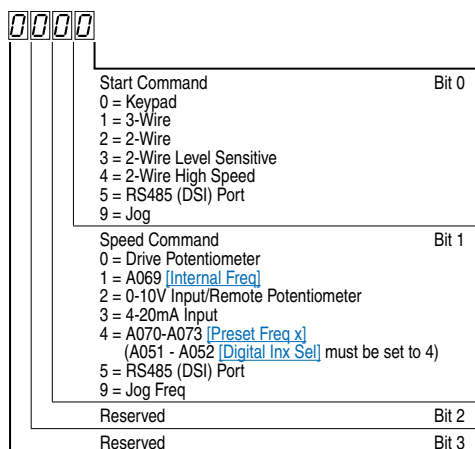 0000
Start Command Bit 0
0 = Keypad
1 = 3-Wire
2 = 2-Wire
3 = 2-Wire Level Sensitive
4 = 2-Wire High Speed
5 = RS485 (DSI) Port
9 = Jog
Speed Command Bit 1
0 = Drive Potentiometer
1 = A069 [Internal Freq]
2 = 0-10V Input/Remote Potentiometer
3 = 4-20mA Input
4 = A070-A073 [Preset Freq x]
(A051 - A052 [Digital Inx Sel] must be set to 4)
5 = RS485 (DSI) Port
9 = Jog Freq
Reserved Bit 2
Reserved Bit 3